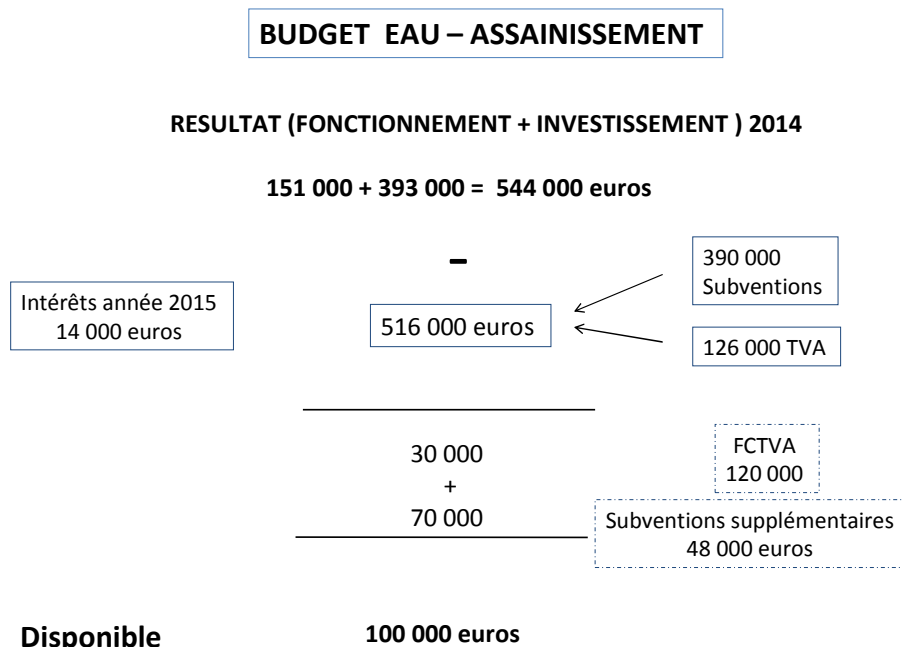 BUDGET EAU – ASSAINISSEMENT
RESULTAT (FONCTIONNEMENT + INVESTISSEMENT ) 2014
151 000 + 393 000 = 544 000 euros
-
390 000
Subventions
Intérêts année 2015
14 000 euros
516 000 euros
126 000 TVA
30 000
+
70 000
FCTVA
120 000
Subventions supplémentaires
48 000 euros
Disponible
100 000 euros